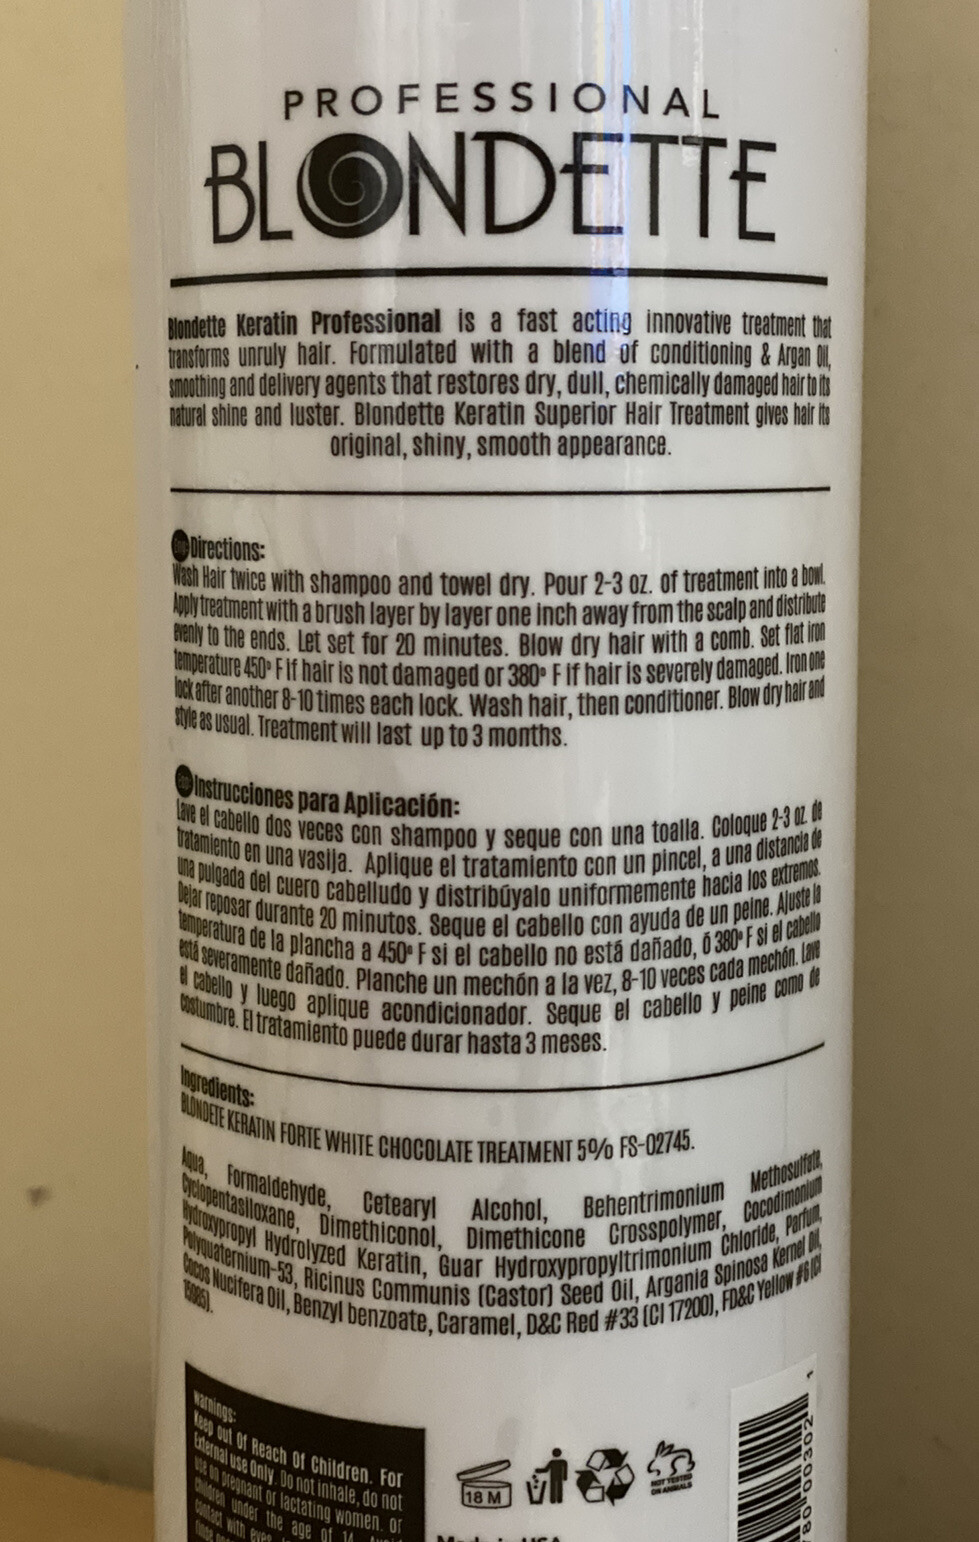 PROFESSIONAL
BLONDETTE
Blondette Keratin Professional is a fast acting innovative treatment that
transforms unruly hair. Formulated with a blend of conditioning & Argan Oil,
smoothing and delivery agents that restores dry, dull, chemically damaged hair to its
natural shine and luster. Blondette Keratin Superior Hair Treatment gives hair its
original, shiny, smooth appearance.
Directions:
Wash Hair twice with shampoo and towel dry. Pour 2-3 oz. of treatment into a bowl.
Apply treatment with a brush layer by layer one inch away from the scalp and distribute
evenly to the ends. Let set for 20 minutes. Blow dry hair with a comb. Set flat iron
temperature 450° F if hair is not damaged or 380° F if hair is severely damaged. Iron one
lock after another 8-10 times each lock. Wash hair, then conditioner. Blow dry hair and
style as usual. Treatment will last up to 3 months.
Instrucciones para Aplicación:
Lave el cabello dos veces con shampoo y seque con una toalla. Coloque 2-3 oz. de
tratamiento en una vasija. Aplique el tratamiento con un pincel, a una distancia de
una pulgada del cuero cabelludo y distribúyalo uniformemente hacia los extremos.
Dejar reposar durante 20 minutos. Seque el cabello con ayuda de un peine. Ajuste la
temperatura de la plancha a 450° F si el cabello no está dañado, ó 380° F si el cabello
está severamente dañado. Planche un mechón a la vez, 8-10 veces cada mechón. Lave
el cabello y luego aplique acondicionador. Seque el cabello y peine como de
costumbre. El tratamiento puede durar hasta 3 meses.
Ingredients:
BLONDETE KERATIN FORTE WHITE CHOCOLATE TREATMENT 5% FS-02745.
Aqua, Formaldehyde, Cetearyl Alcohol, Behentrimonium Methosulfate,
Cyclopentasiloxane, Dimethiconol, Dimethicone Crosspolymer, Cocodimonium
Hydroxypropyl Hydrolyzed Keratin, Guar Hydroxypropyltrimonium Chloride, Parfum,
Polyquaternium-53, Ricinus Communis (Castor) Seed Oil, Argania Spinosa Kernel Oil,
Cocos Nucifera Oil, Benzyl benzoate, Caramel, D&C Red #33 (CI 17200), FD&C Yellow #6 (CI
15985).
Warnings:
Keep out Of Reach Of Children. For
External use Only. Do not inhale, do not
use on pregnant or lactating women. Or
children under the age of 14.
contact with eyes
18 M
NOT TESTED
ON ANIMALS
Made in USA
780 00302 1